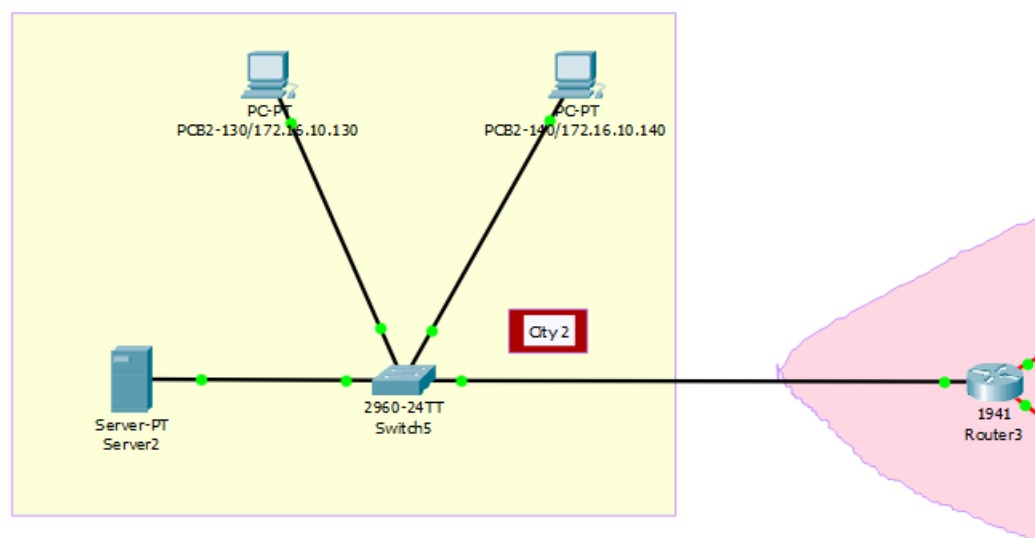 PC-PT
PCB2-130/172.16.10.130
PC-PT
PCB2-140/172.16.10.140
City 2
2960-24TT
Switch5
Server-PT
Server2
1941
Router3